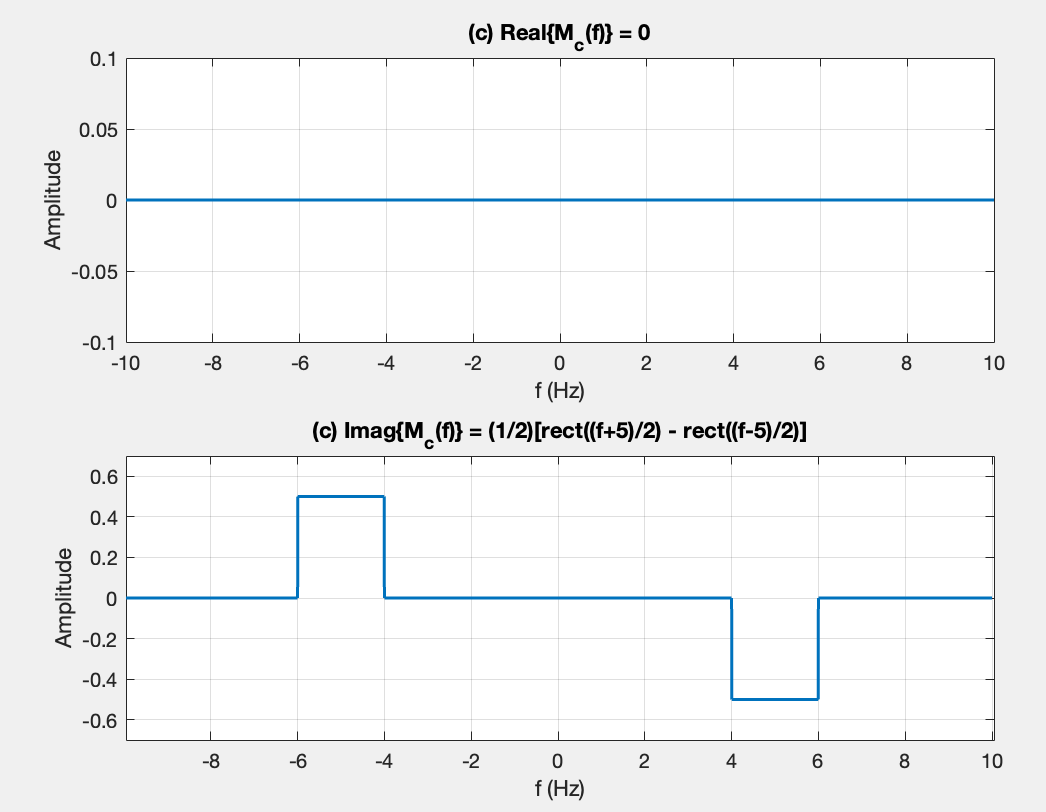 (c) Real{M_c(f)} = 0
0.1
0.05
0
-0.05
-0.1
Amplitude
-10 -8 -6 -4 -2 0 2 4 6 8 10
f (Hz)
(c) Imag{M_c(f)} = (1/2)[rect((f+5)/2) - rect((f-5)/2)]
0.6
0.4
0.2
0
-0.2
-0.4
-0.6
Amplitude
-8 -6 -4 -2 0 2 4 6 8 10
f (Hz)